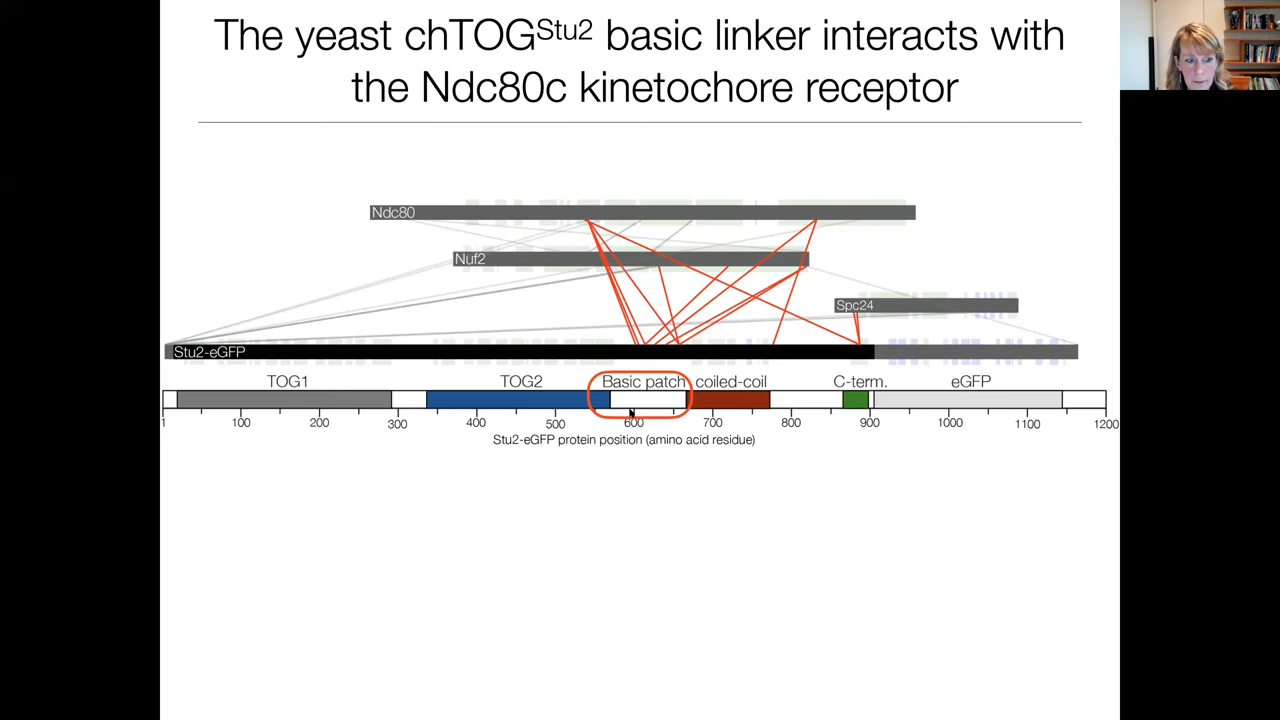 The yeast chTOGStu2 basic linker interacts with
the Ndc80c kinetochore receptor
Ndc80
Nuf2
Spc24
Stu2-eGFP
TOG1 TOG2 Basic patch coiled-coil C-term. eGFP
1 100 200 300 400 500 600 700 800 900 1000 1100 1200
Stu2-eGFP protein position (amino acid residue)